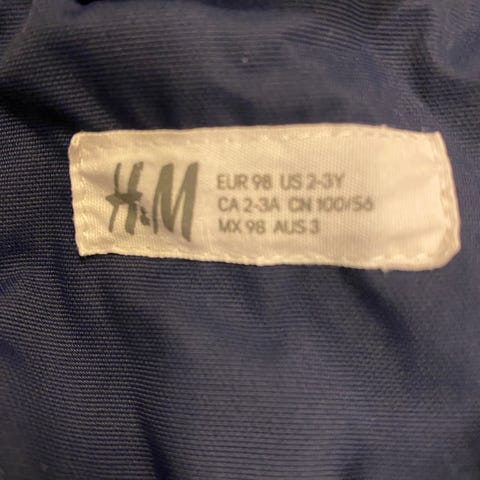 H&M
EUR 98 US 2-3Y
CA 2-3A CN 100/56
MX 98 AUS 3